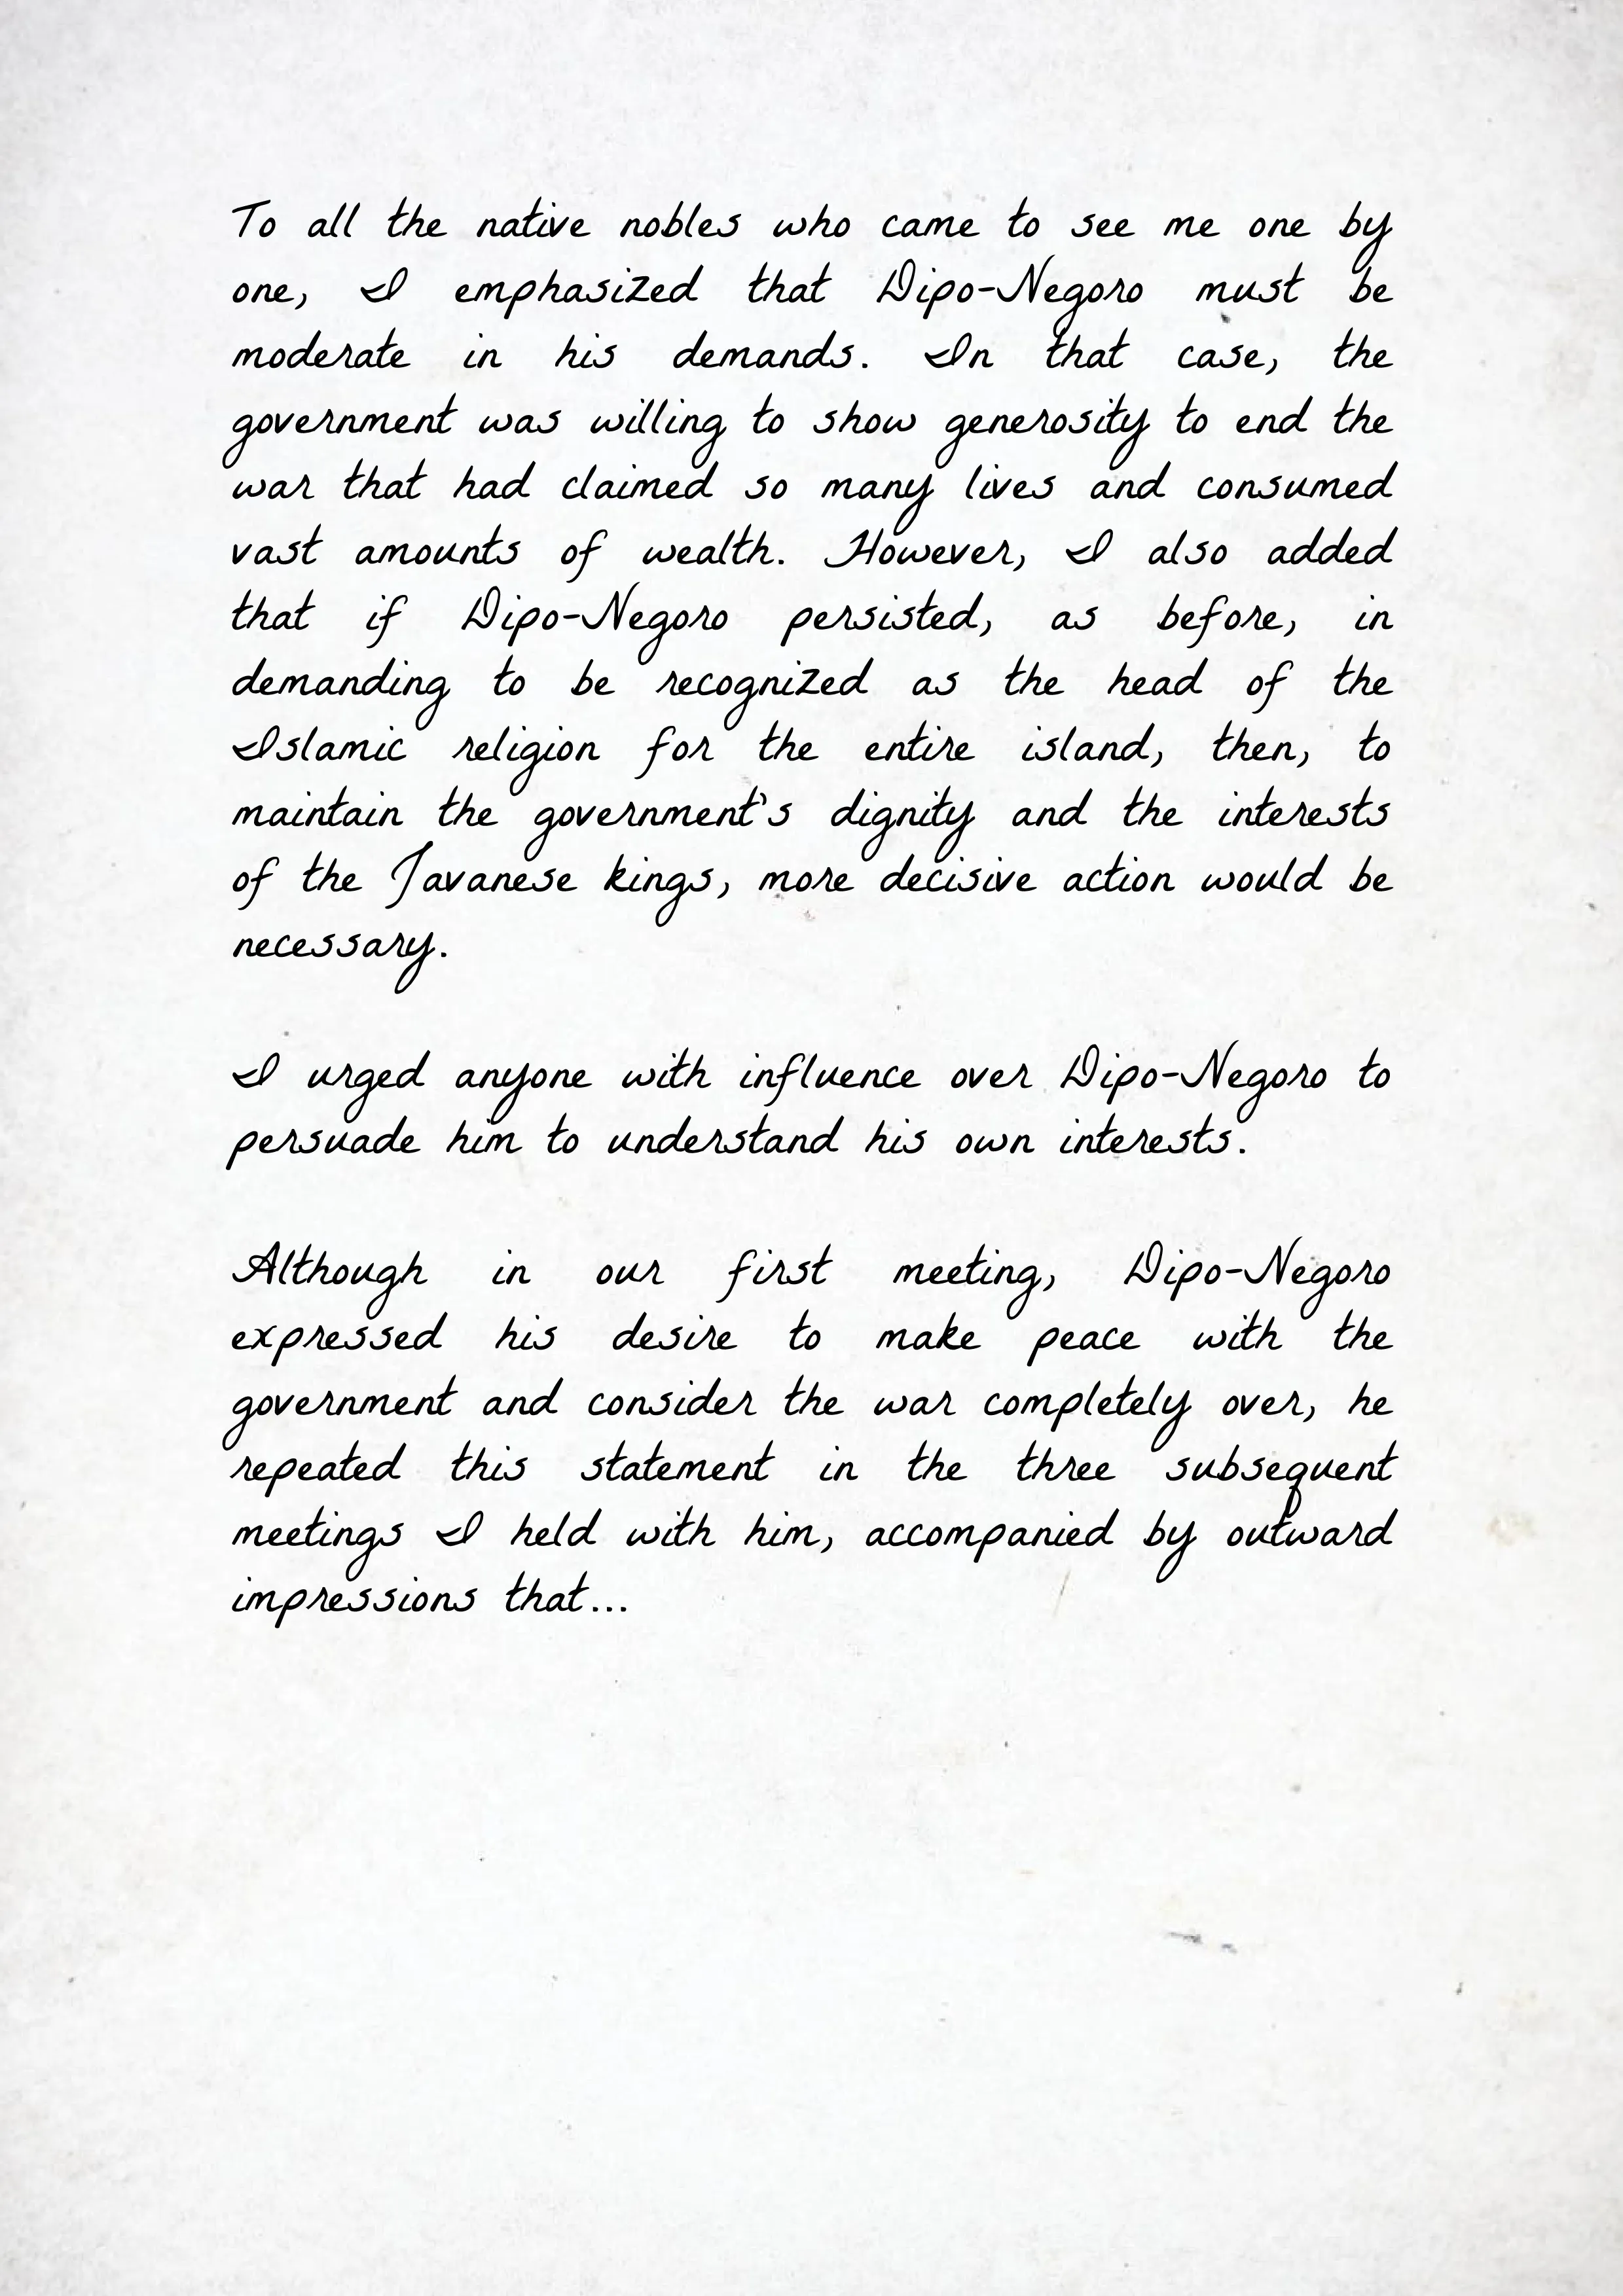 To all the native nobles who came to see me one by
one, I emphasized that Dipo-Negoro must be
moderate in his demands. In that case, the
government was willing to show generosity to end the
war that had claimed so many lives and consumed
vast amounts of wealth. However, I also added
that if Dipo-Negoro persisted, as before, in
demanding to be recognized as the head of the
Islamic religion for the entire island, then, to
maintain the government's dignity and the interests
of the Javanese kings, more decisive action would be
necessary.
I urged anyone with influence over Dipo-Negoro to
persuade him to understand his own interests.
Although in our first meeting, Dipo-Negoro
expressed his desire to make peace with the
government and consider the war completely over, he
repeated this statement in the three subsequent
meetings I held with him, accompanied by outward
impressions that...